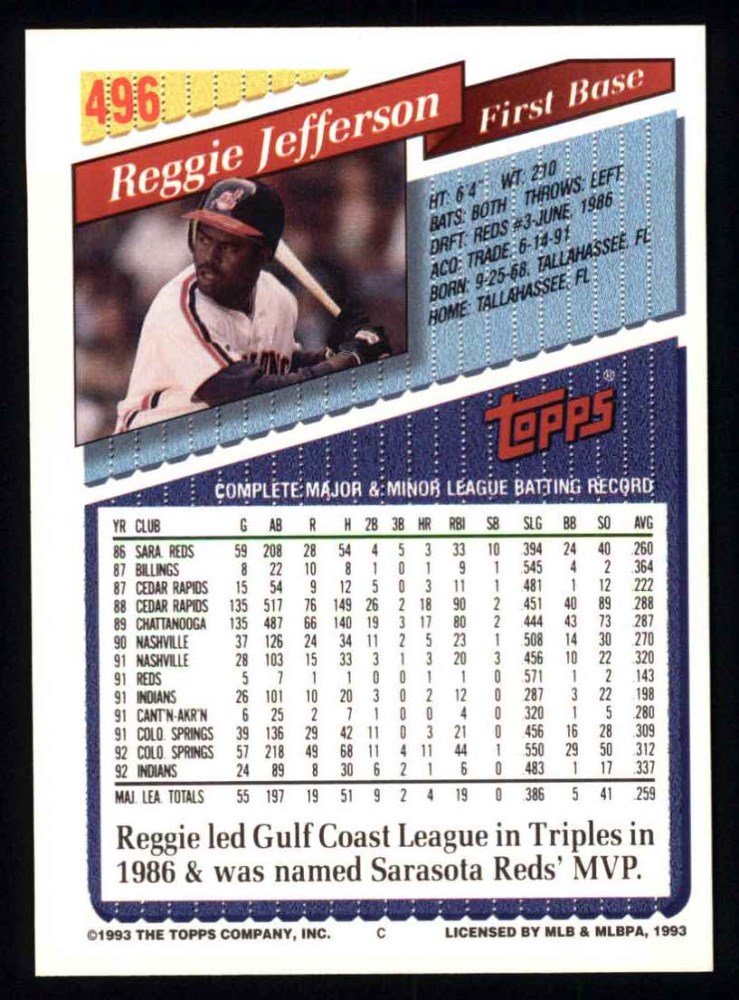 496
Reggie Jefferson
First Base
HT: 6'4" WT: 210
BATS: BOTH THROWS: LEFT
DRFT: REDS #3-JUNE, 1986
ACQ: TRADE, 6-14-91
BORN: 9-25-68, TALLAHASSEE, FL
HOME: TALLAHASSEE, FL
Topps®
COMPLETE MAJOR & MINOR LEAGUE BATTING RECORD
YR CLUB G AB R H 2B 3B HR RBI SB SLG BB SO AVG
86 SARA. REDS 59 208 28 54 4 5 3 33 10 .394 24 40 .260
87 BILLINGS 8 22 10 8 1 0 1 9 1 .545 4 2 .364
87 CEDAR RAPIDS 15 54 9 12 5 0 3 11 1 .481 1 12 .222
88 CEDAR RAPIDS 135 517 76 149 26 2 18 90 2 .451 40 89 .288
89 CHATTANOOGA 135 487 66 140 19 3 17 80 2 .444 43 73 .287
90 NASHVILLE 37 126 24 34 11 2 5 23 1 .508 14 30 .270
91 NASHVILLE 28 103 15 33 3 1 3 20 3 .456 10 22 .320
91 REDS 5 7 1 1 0 0 1 1 0 .571 1 2 .143
91 INDIANS 26 101 10 20 3 0 2 12 0 .287 3 22 .198
91 CANT'N-AKR'N 6 25 2 7 1 0 0 4 0 .320 1 5 .280
91 COLO. SPRINGS 39 136 29 42 11 0 3 21 0 .456 16 28 .309
92 COLO. SPRINGS 57 218 49 68 11 4 11 44 1 .550 29 50 .312
92 INDIANS 24 89 8 30 6 2 1 6 0 .483 1 17 .337
MAJ. LEA. TOTALS 55 197 19 51 9 2 4 19 0 .386 5 41 .259
Reggie led Gulf Coast League in Triples in
1986 & was named Sarasota Reds' MVP.
©1993 THE TOPPS COMPANY, INC. C LICENSED BY MLB & MLBPA, 1993